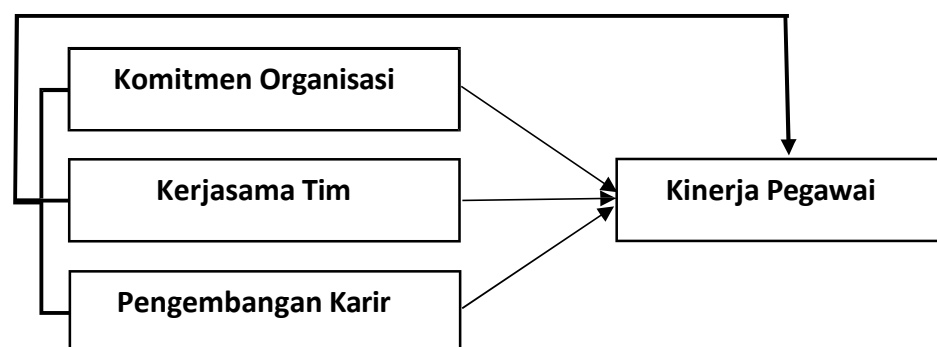 Komitmen Organisasi
Kerjasama Tim
Kinerja Pegawai
Pengembangan Karir